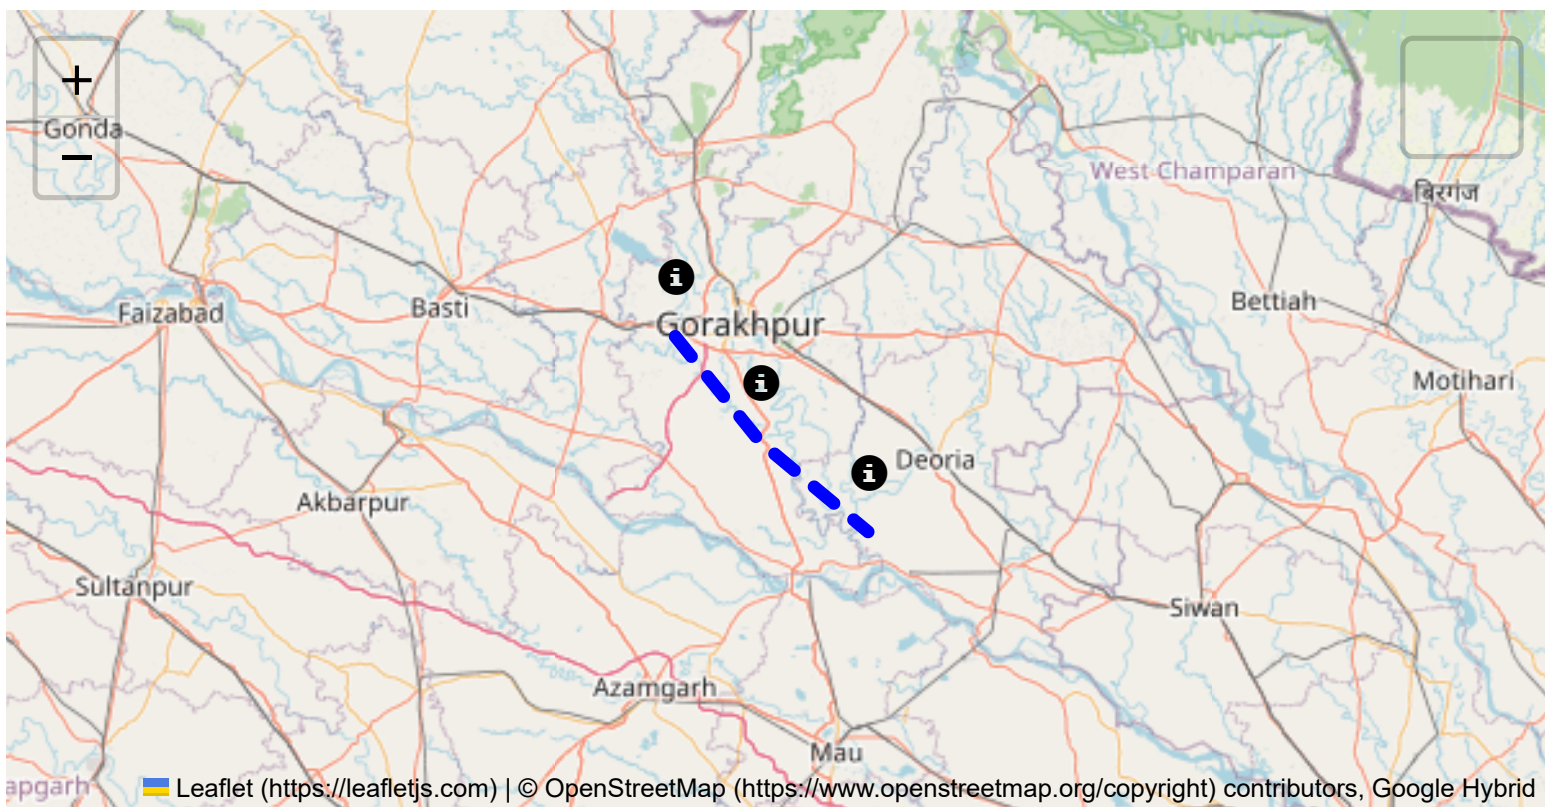 +
Gonda
−
West Champaran
बिरगंज
i
Faizabad
Basti
Gorakhpur
Bettiah
i
Motihari
i
Deoria
Akbarpur
Sultanpur
Siwan
Azamgarh
Mau
apgarh
Leaflet (https://leafletjs.com) | © OpenStreetMap (https://www.openstreetmap.org/copyright) contributors, Google Hybrid